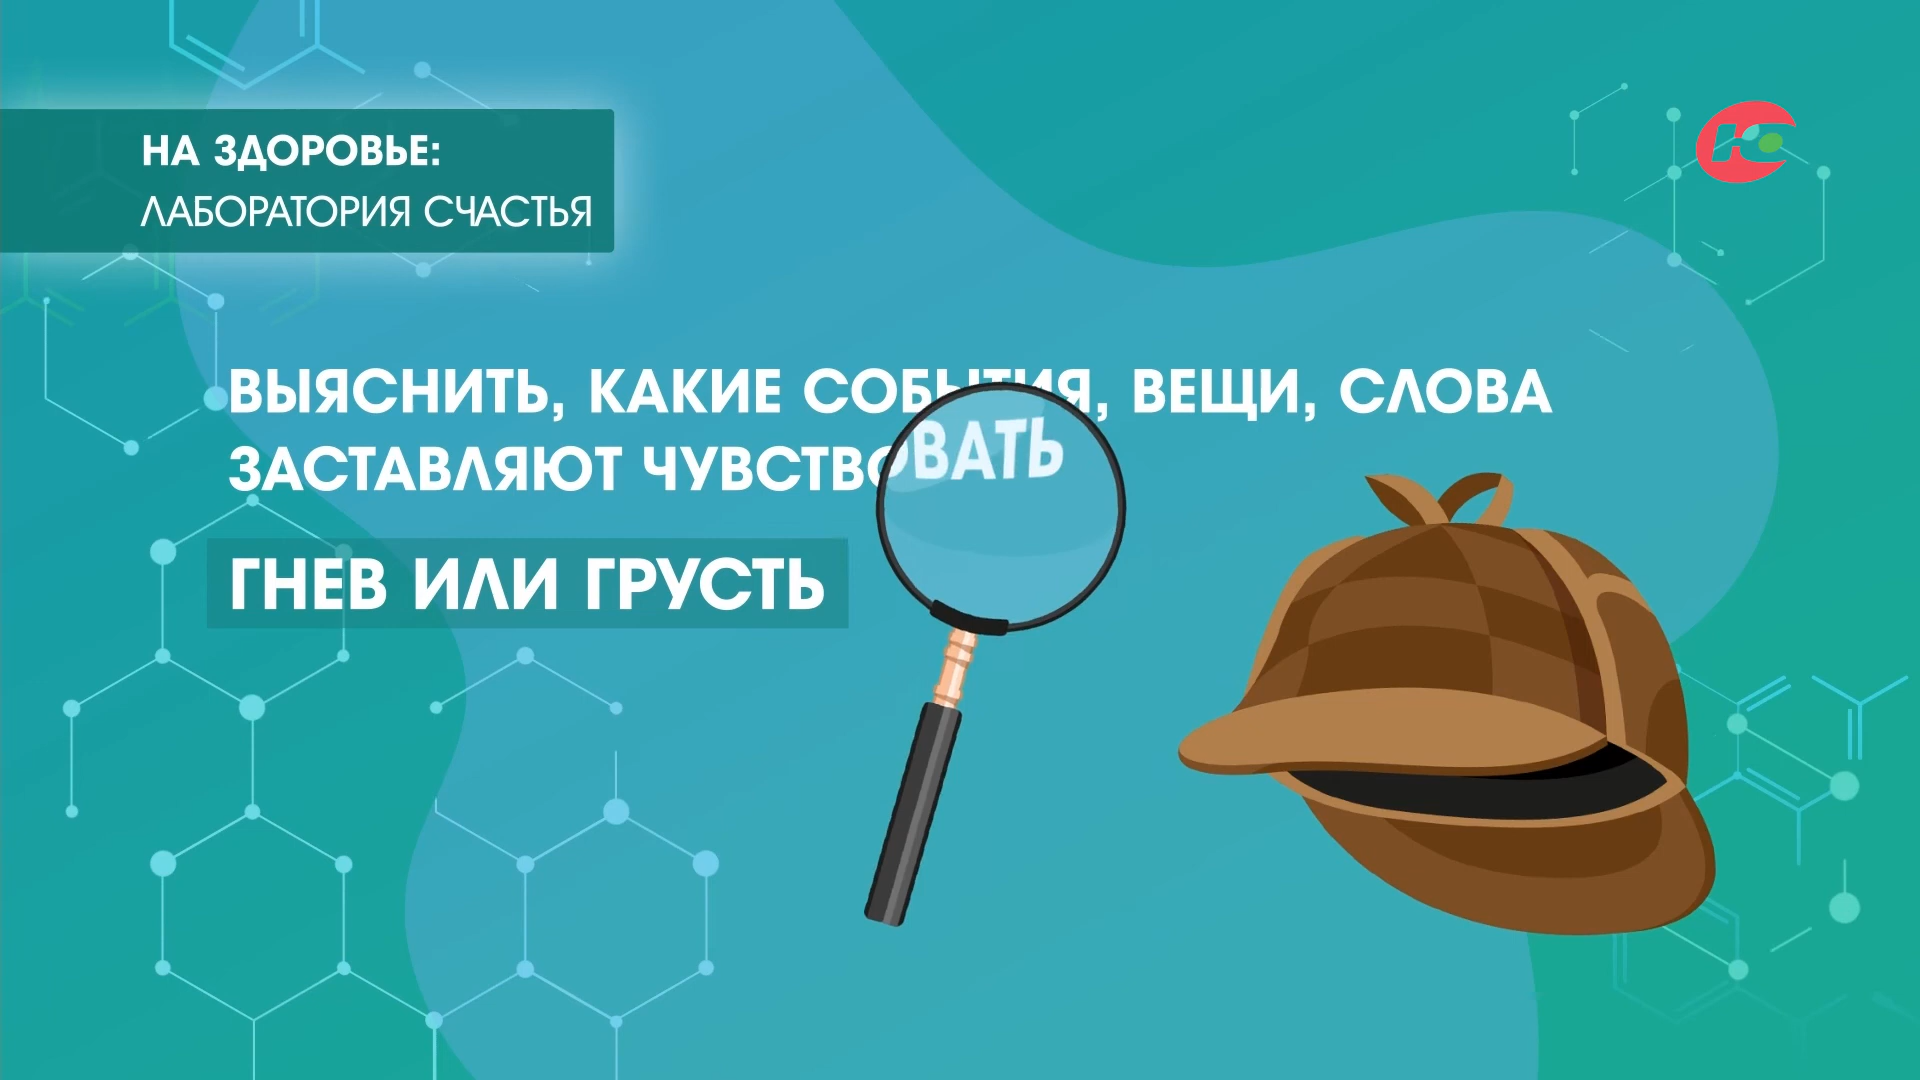 НА ЗДОРОВЬЕ:
ЛАБОРАТОРИЯ СЧАСТЬЯ
ВЫЯСНИТЬ, КАКИЕ СОБЫТИЯ, ВЕЩИ, СЛОВА
ЗАСТАВЛЯЮТ ЧУВСТВОВАТЬ
ГНЕВ ИЛИ ГРУСТЬ